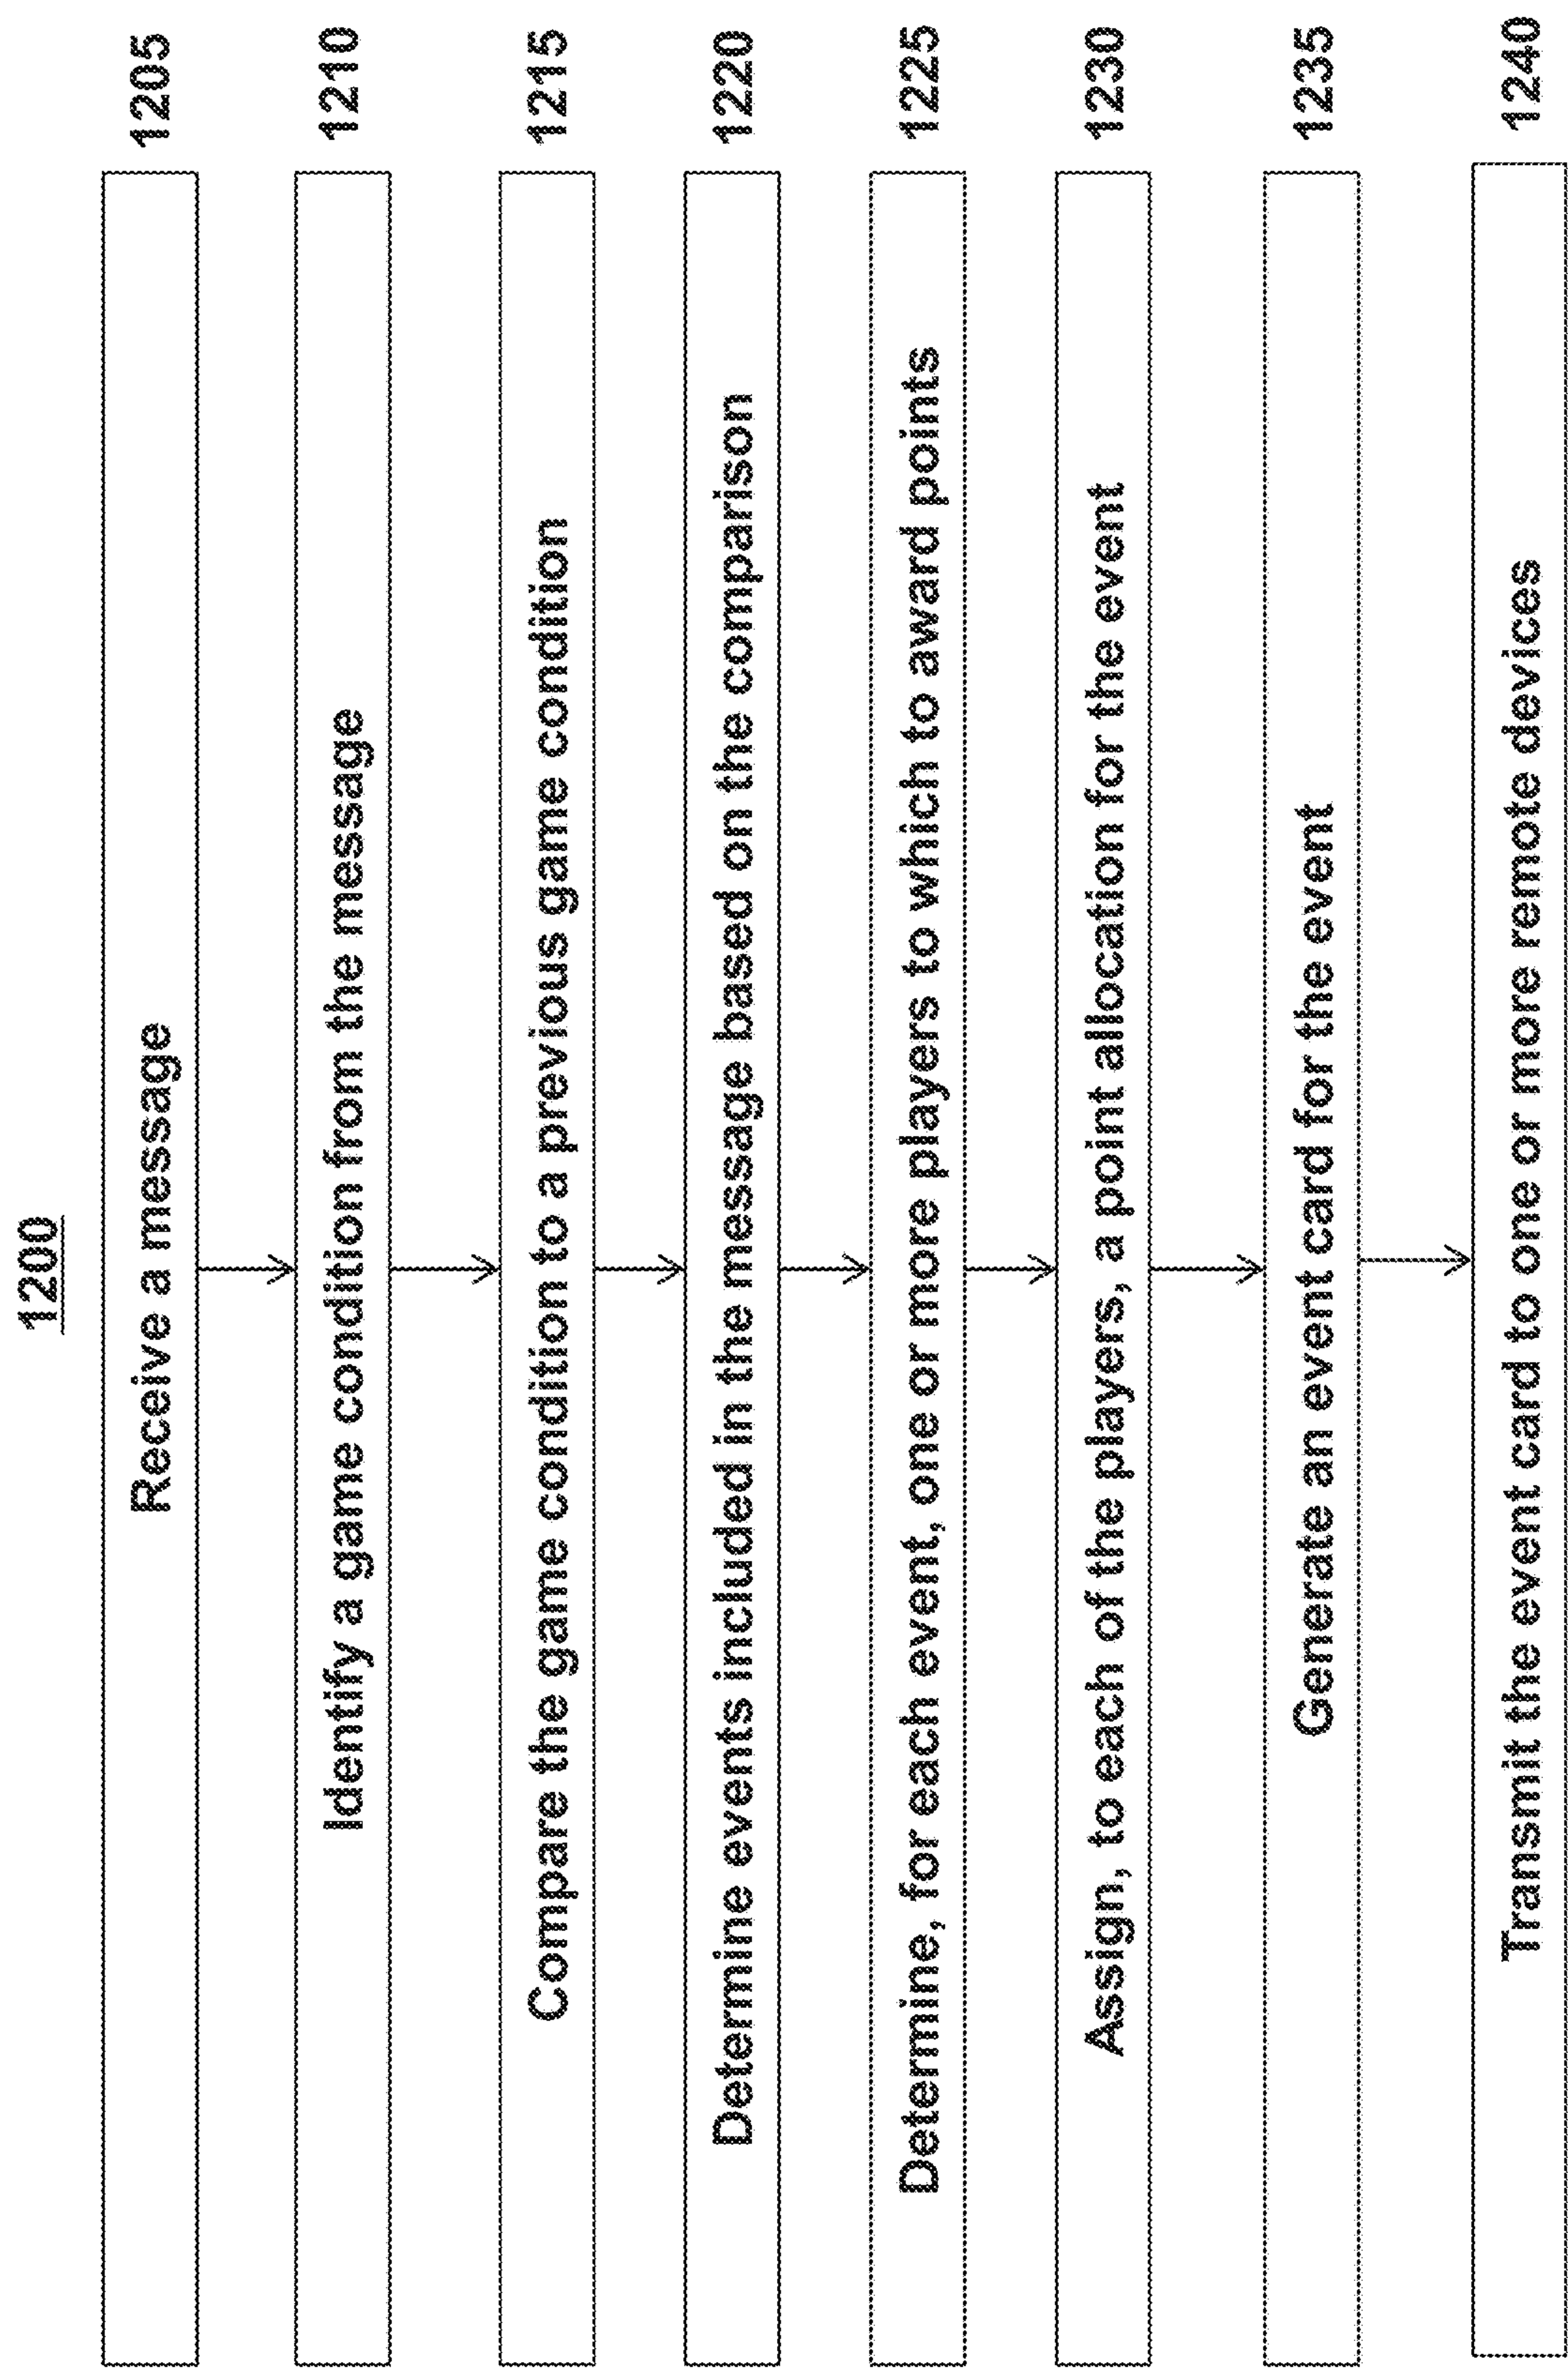 1200
Receive a message 1205
Identify a game condition from the message 1210
Compare the game condition to a previous game condition 1215
Determine events included in the message based on the comparison 1220
Determine, for each event, one or more players to which to award points 1225
Assign, to each of the players, a point allocation for the event 1230
Generate an event card for the event 1235
Transmit the event card to one or more remote devices 1240